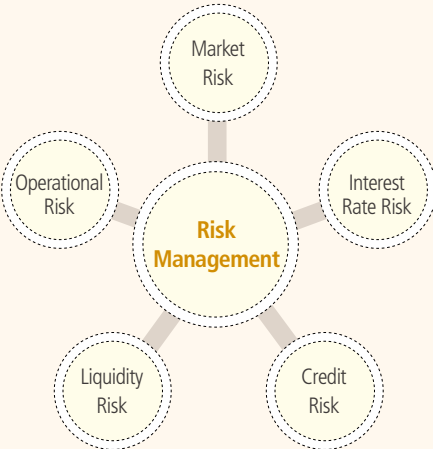 Market
Risk
Operational
Risk
Interest
Rate Risk
Risk
Management
Liquidity
Risk
Credit
Risk